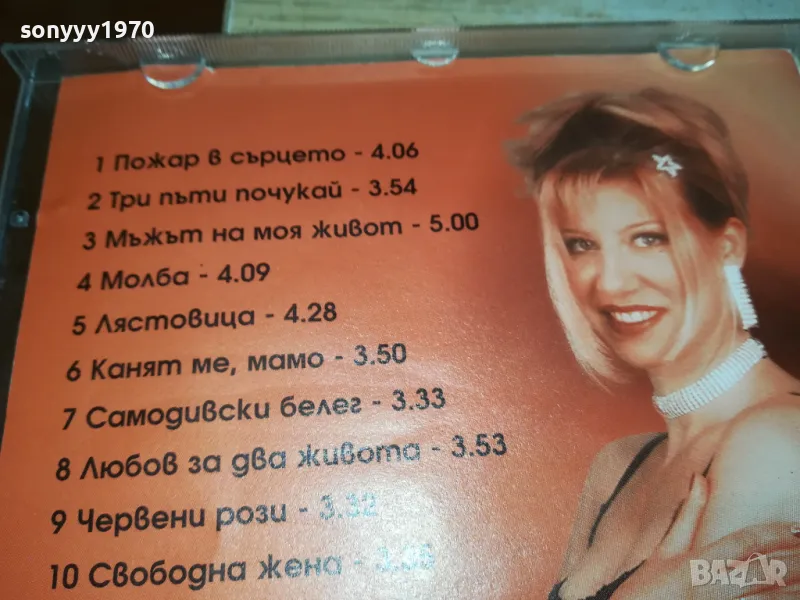 sonyyy1970
1 Пожар в сърцето - 4.06
2 Три пъти почукай - 3.54
3 Мъжът на моя живот - 5.00
4 Молба - 4.09
5 Лястовица - 4.28
6 Канят ме, мамо - 3.50
7 Самодивски белег - 3.33
8 Любов за два живота - 3.53
9 Червени рози - 3.32
10 Свободна жена -
BAZAR